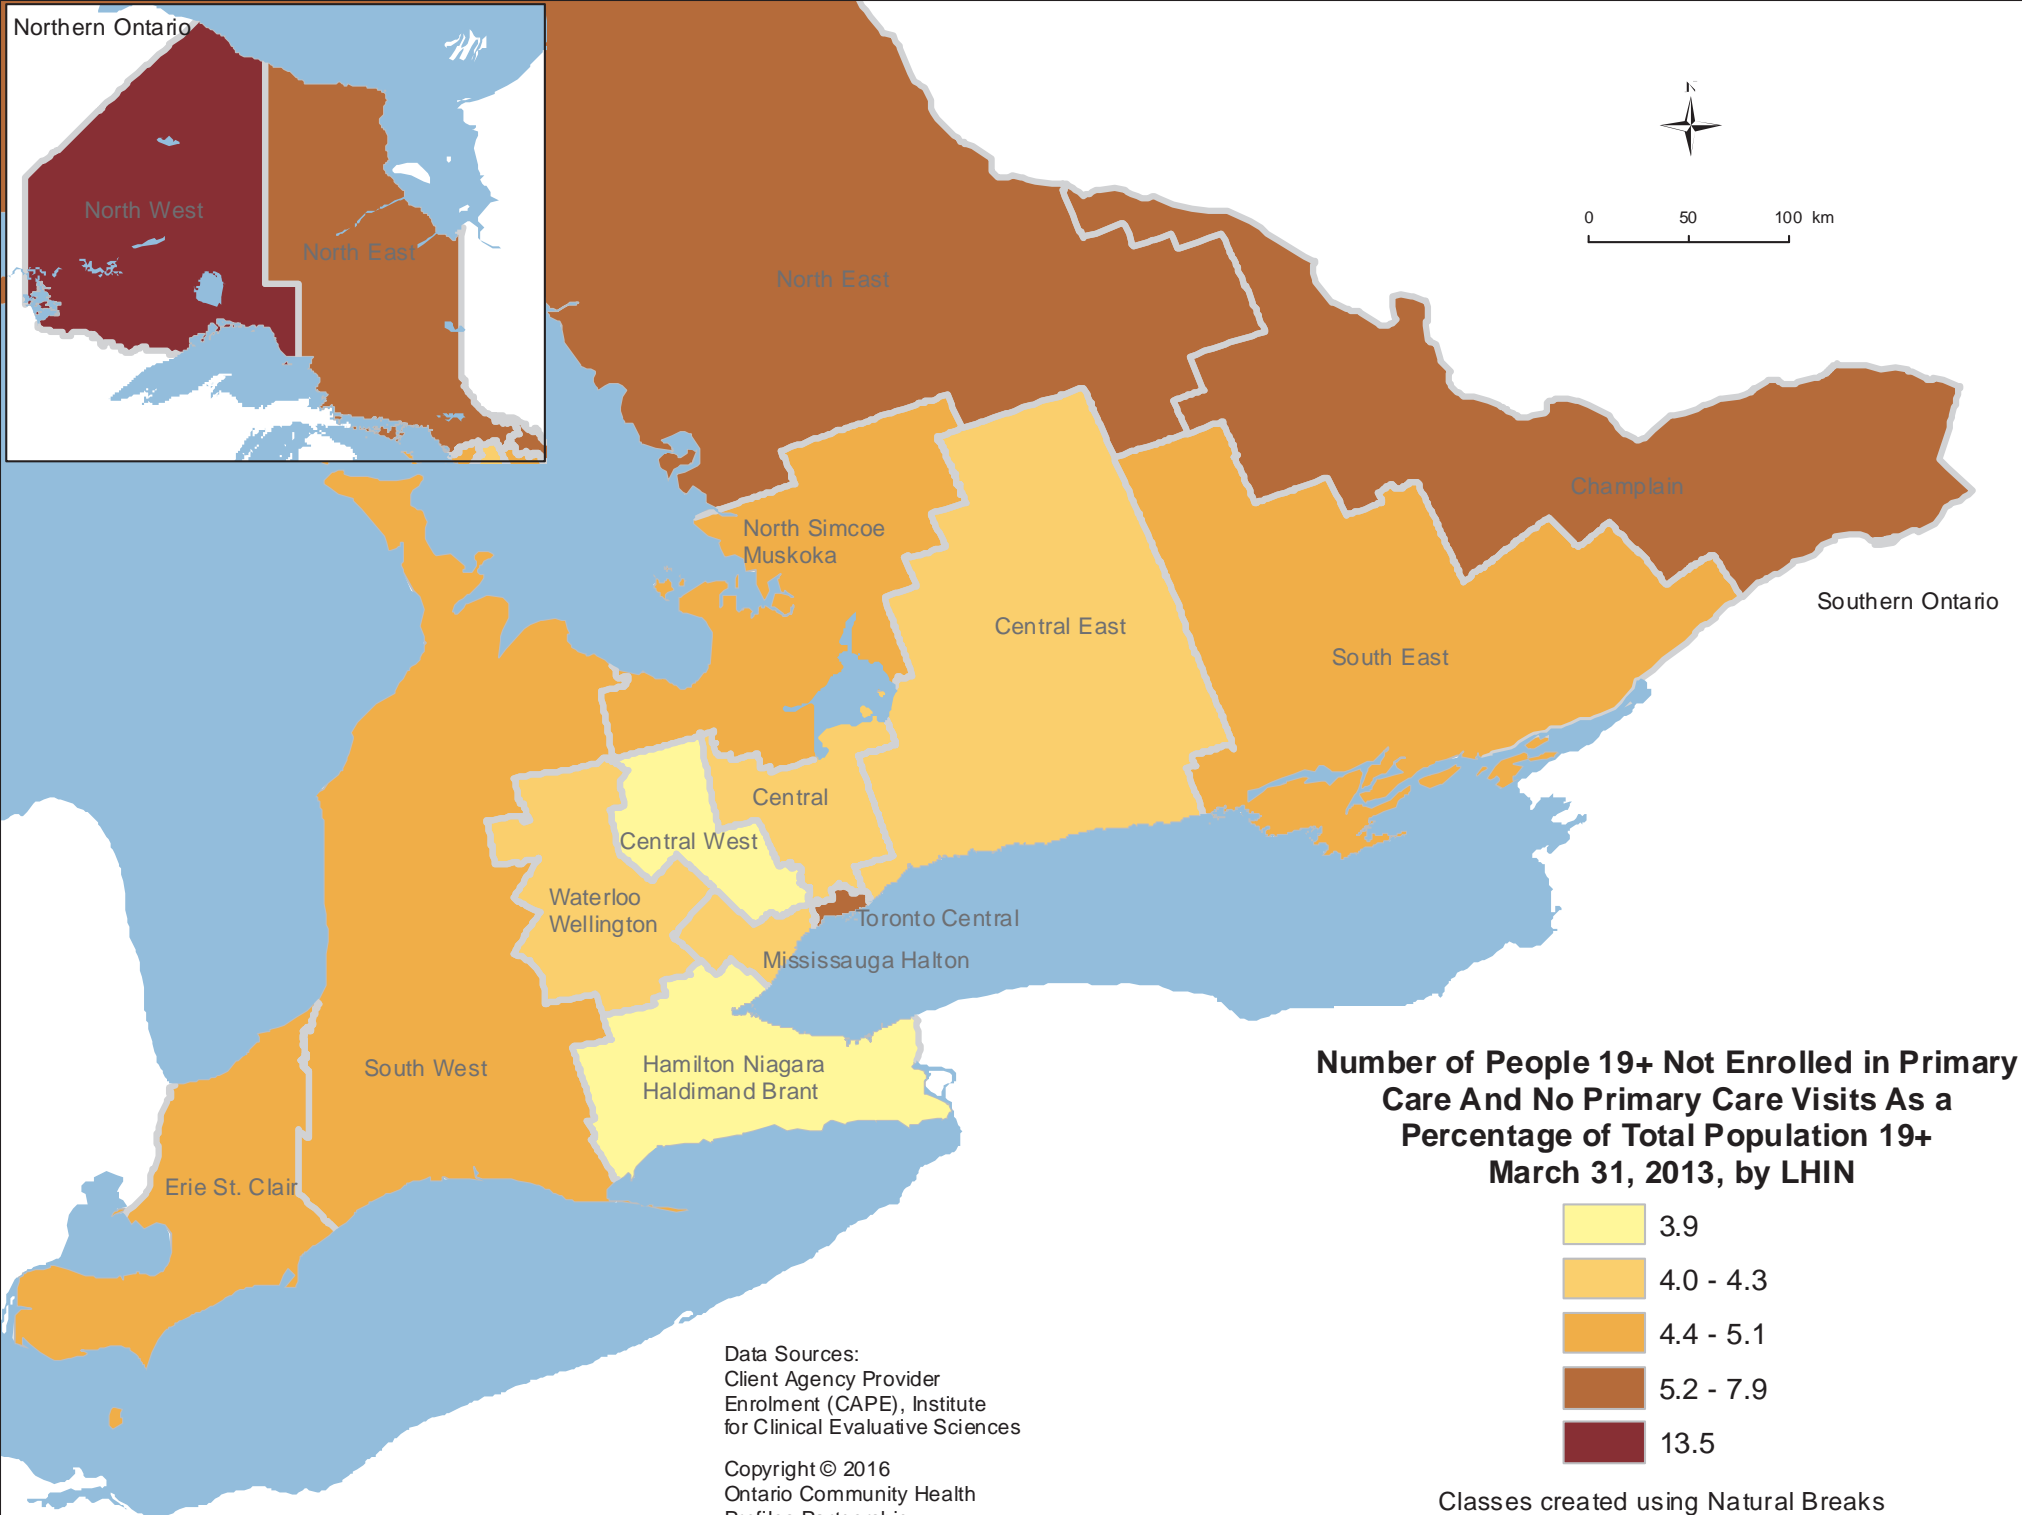 Northern Ontario
N
0 50 100 km
North West
North East
North East
Champlain
North Simcoe
Muskoka
Southern Ontario
Central East
South East
Central
Central West
Waterloo
Wellington
Toronto Central
Mississauga Halton
Hamilton Niagara
Haldimand Brant
South West
Erie St. Clair
Number of People 19+ Not Enrolled in Primary
Care And No Primary Care Visits As a
Percentage of Total Population 19+
March 31, 2013, by LHIN
3.9
4.0 - 4.3
4.4 - 5.1
5.2 - 7.9
13.5
Classes created using Natural Breaks
Data Sources:
Client Agency Provider
Enrolment (CAPE), Institute
for Clinical Evaluative Sciences
Copyright © 2016
Ontario Community Health